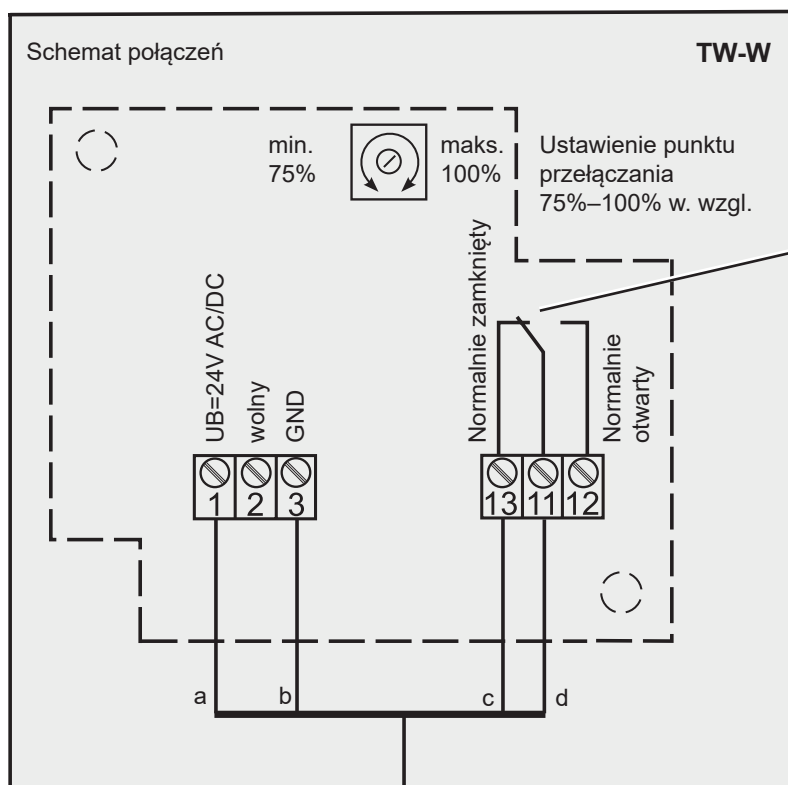 Schemat połączeń
TW-W
min.
75%
maks.
100%
Ustawienie punktu
przełączania
75%–100% w. wzgl.
UB=24V AC/DC
wolny
GND
Normalnie zamknięty
Normalnie
otwarty
1
2
3
13
11
12
a
b
c
d